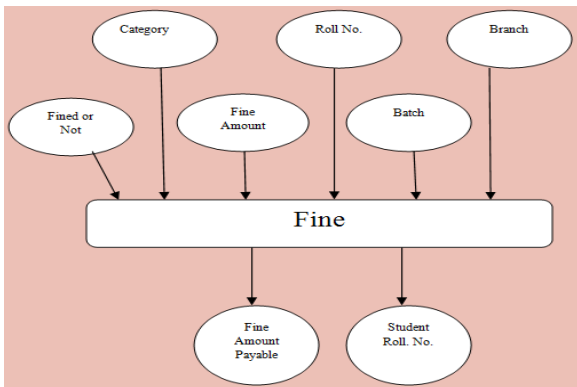 Category
Roll No.
Branch
Fined or
Not
Fine
Amount
Batch
Fine
Fine
Amount
Payable
Student
Roll. No.